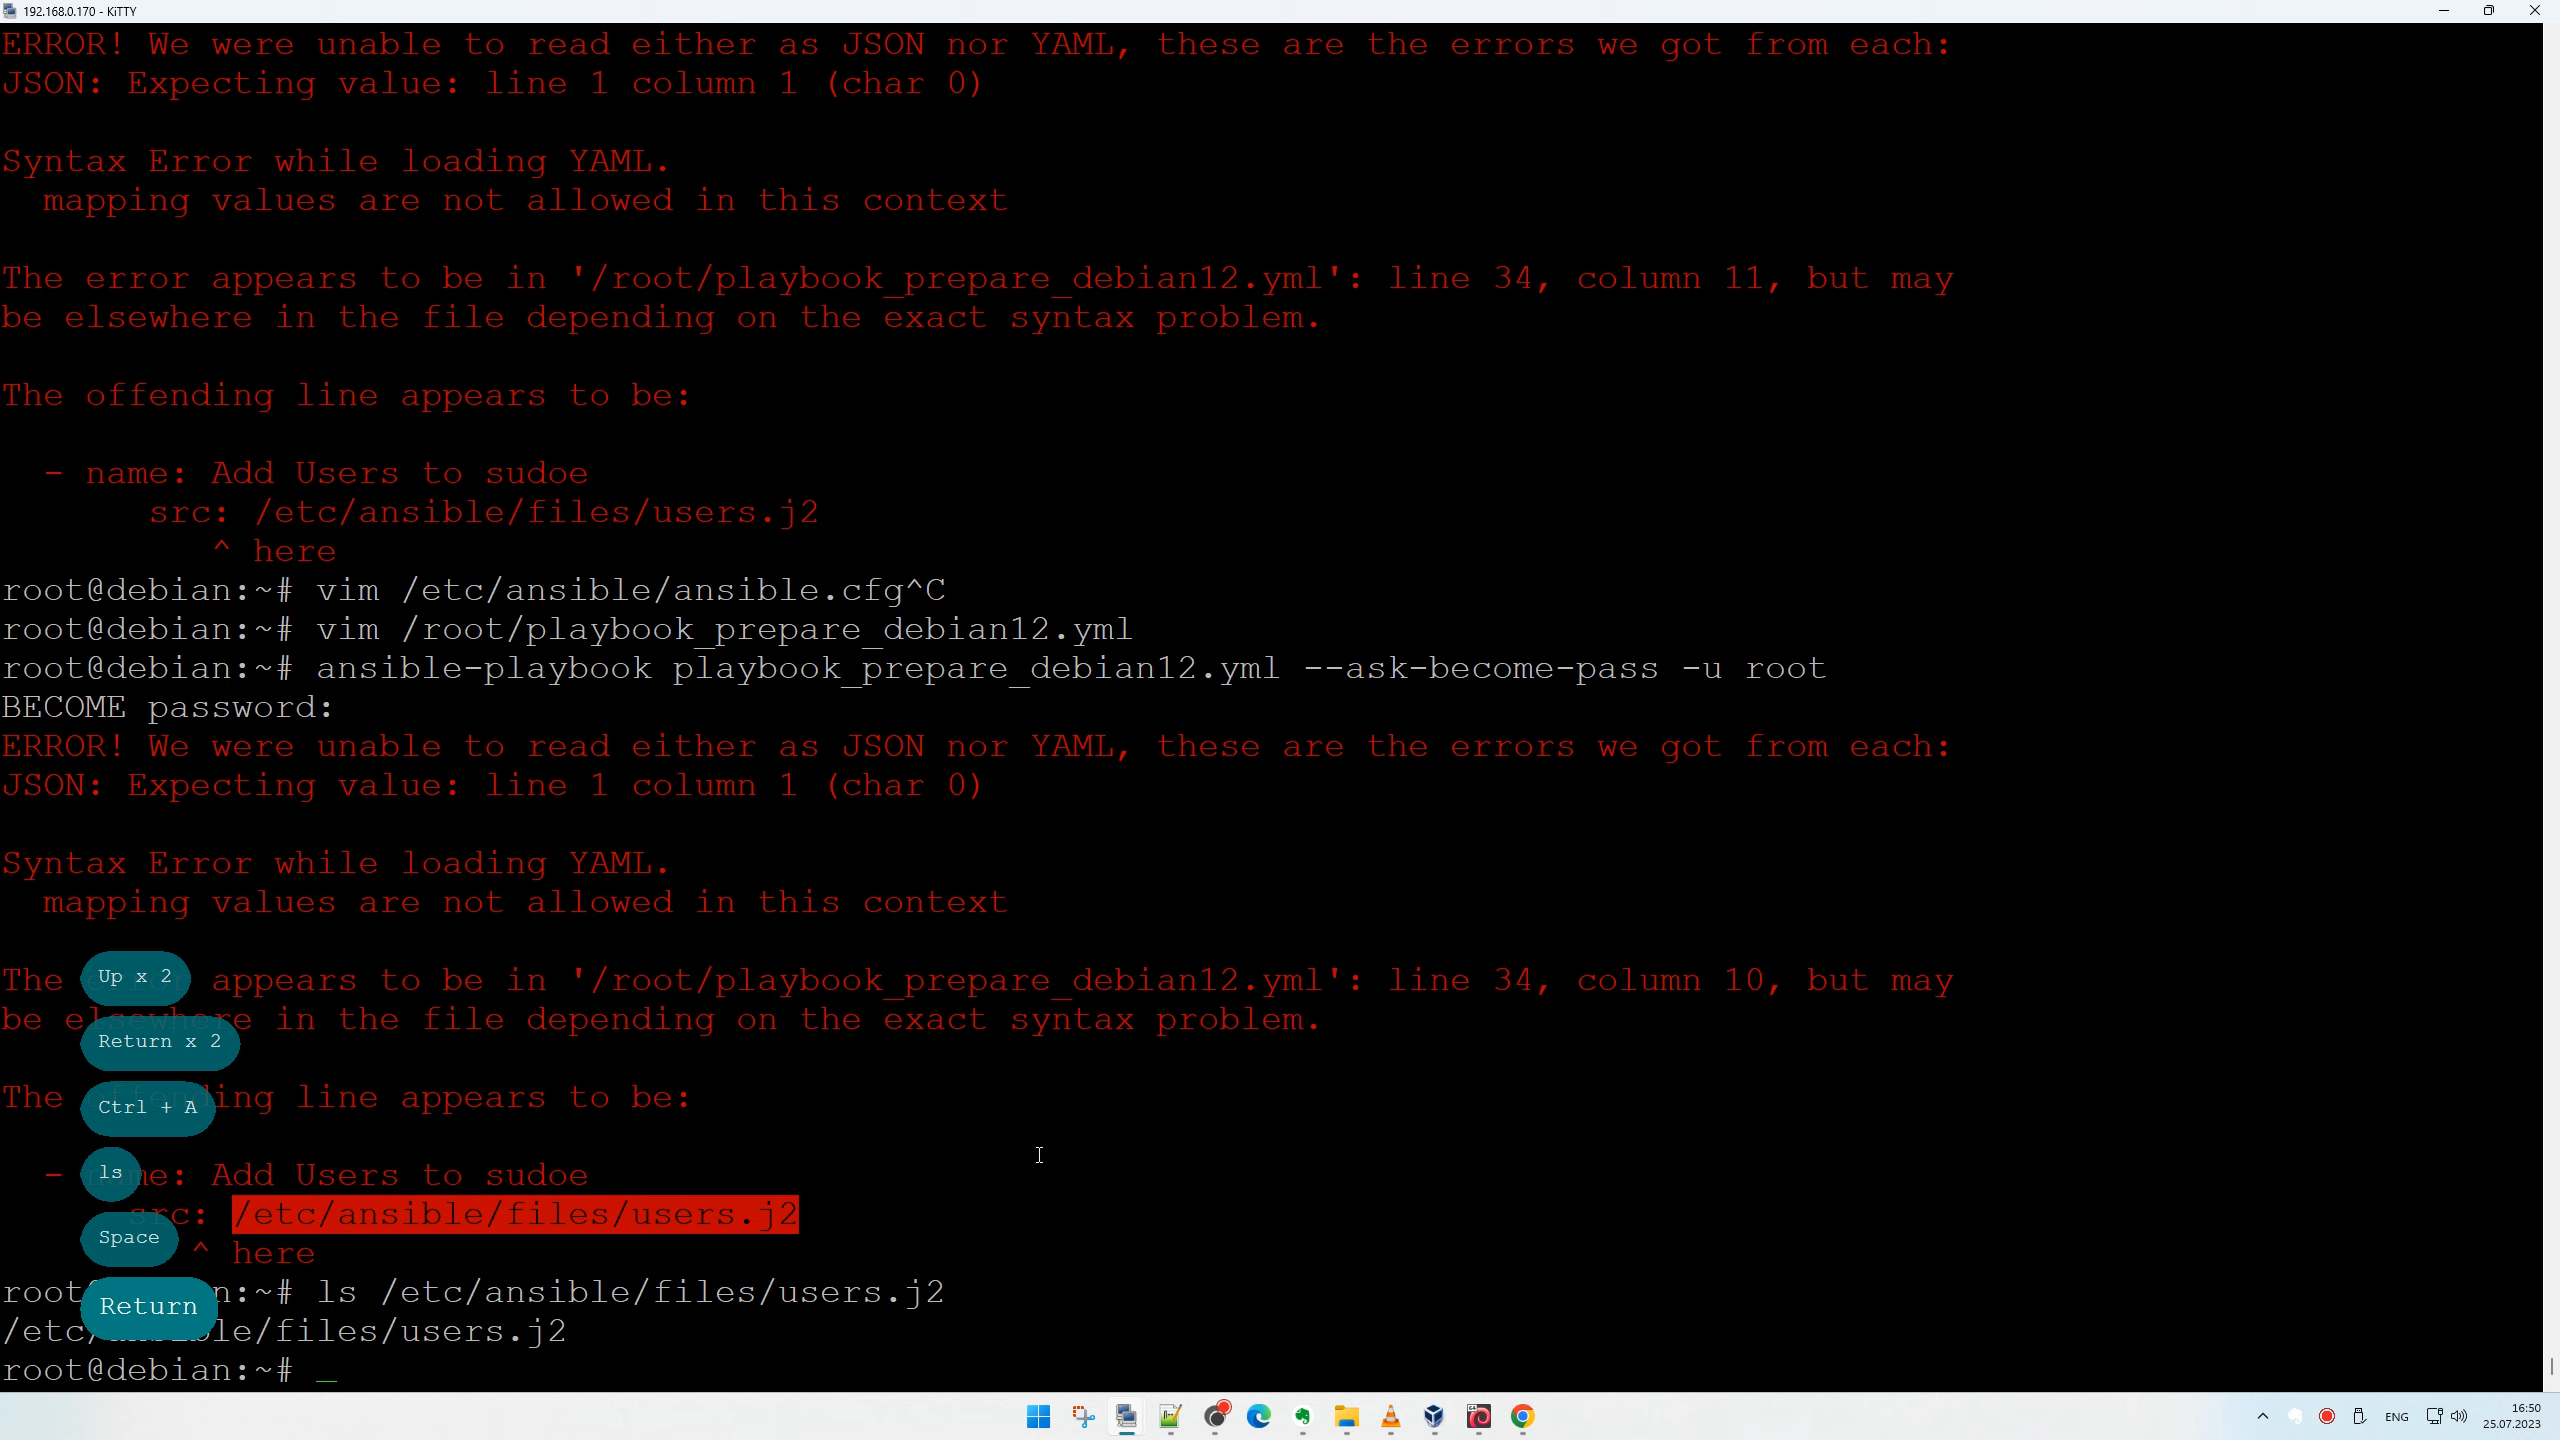 192.168.0.170 - KiTTY
ERROR! We were unable to read either as JSON nor YAML, these are the errors we got from each:
JSON: Expecting value: line 1 column 1 (char 0)
Syntax Error while loading YAML.
  mapping values are not allowed in this context
The error appears to be in '/root/playbook_prepare_debian12.yml': line 34, column 11, but may
be elsewhere in the file depending on the exact syntax problem.
The offending line appears to be:
  - name: Add Users to sudoe
       src: /etc/ansible/files/users.j2
          ^ here
root@debian:~# vim /etc/ansible/ansible.cfg^C
root@debian:~# vim /root/playbook_prepare_debian12.yml
root@debian:~# ansible-playbook playbook_prepare_debian12.yml --ask-become-pass -u root
BECOME password:
ERROR! We were unable to read either as JSON nor YAML, these are the errors we got from each:
JSON: Expecting value: line 1 column 1 (char 0)
Syntax Error while loading YAML.
  mapping values are not allowed in this context
The error appears to be in '/root/playbook_prepare_debian12.yml': line 34, column 10, but may
Up x 2
be elsewhere in the file depending on the exact syntax problem.
Return x 2
The offending line appears to be:
Ctrl + A
  - name: Add Users to sudoe
ls
      src: /etc/ansible/files/users.j2
Space
         ^ here
root@debian:~# ls /etc/ansible/files/users.j2
Return
/etc/ansible/files/users.j2
root@debian:~# _
ENG
16:50
25.07.2023